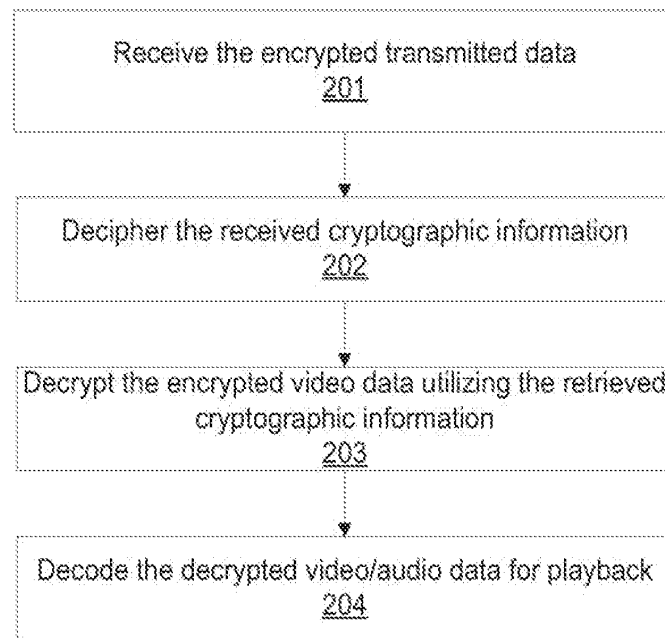 Receive the encrypted transmitted data
201
Decipher the received cryptographic information
202
Decrypt the encrypted video data utilizing the retrieved
cryptographic information
203
Decode the decrypted video/audio data for playback
204